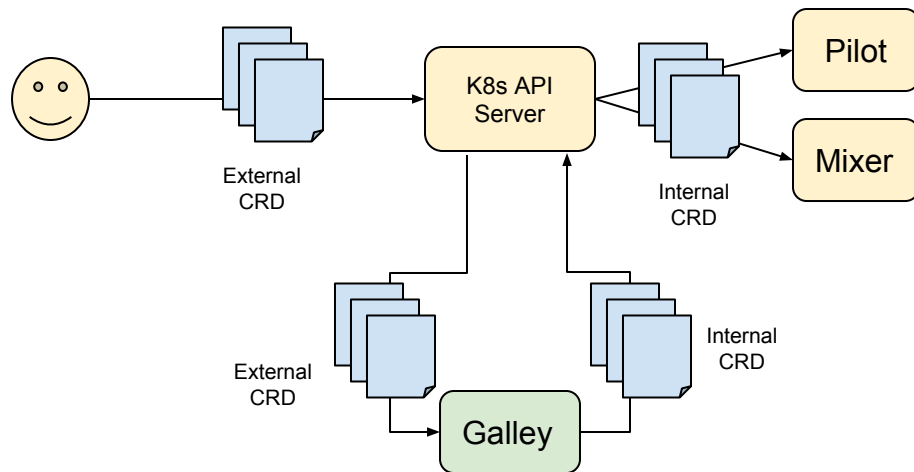 K8s API
Server
Pilot
Mixer
External
CRD
Internal
CRD
External
CRD
Internal
CRD
Galley